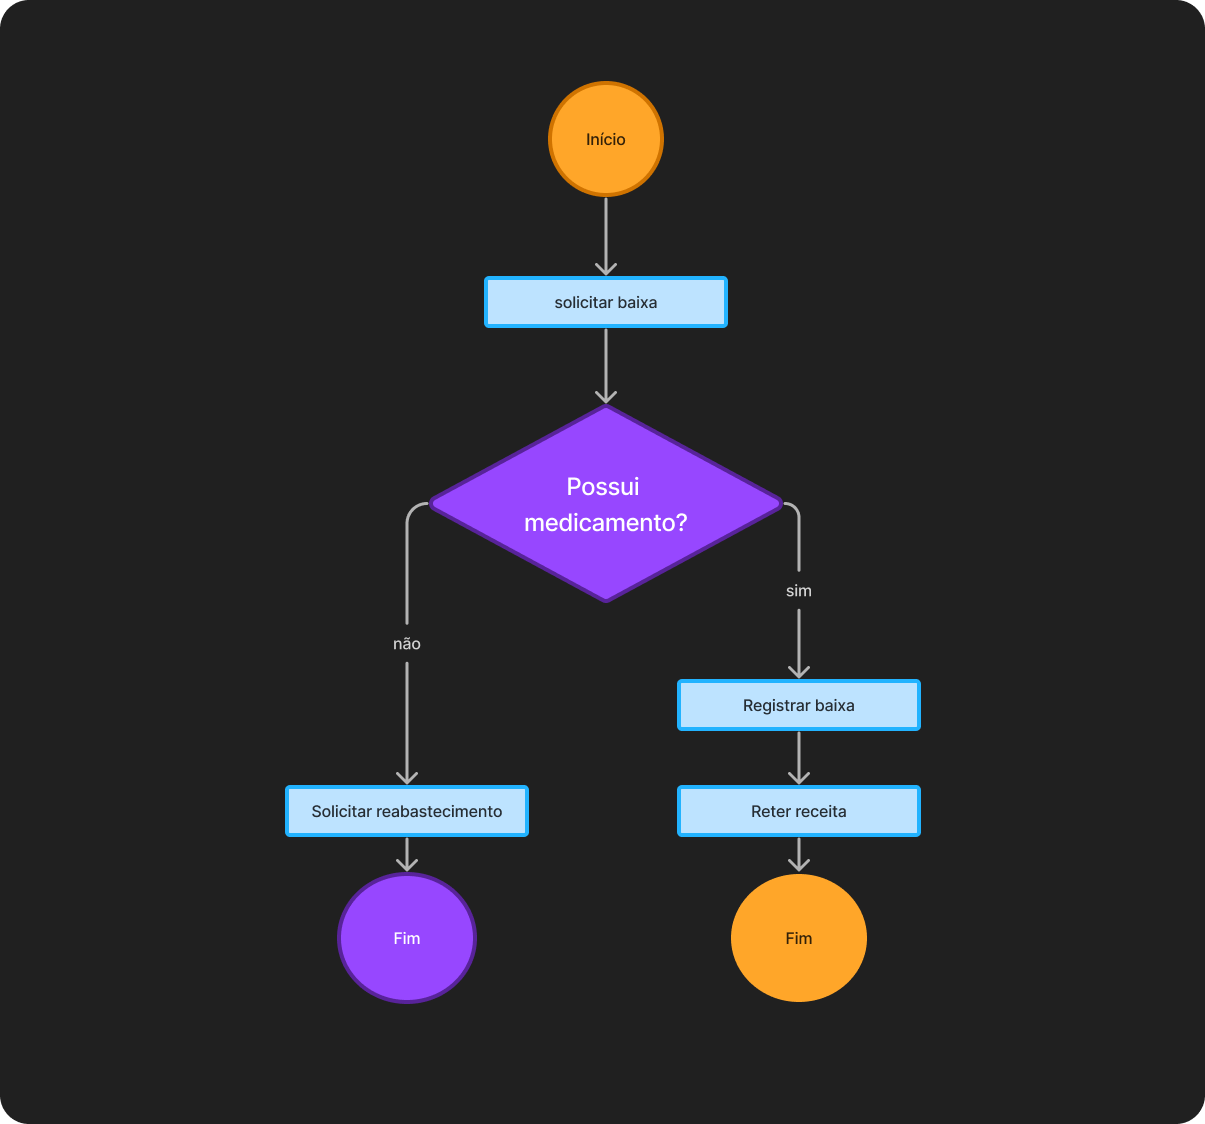 Início
solicitar baixa
Possui
medicamento?
sim
não
Registrar baixa
Solicitar reabastecimento
Reter receita
Fim
Fim